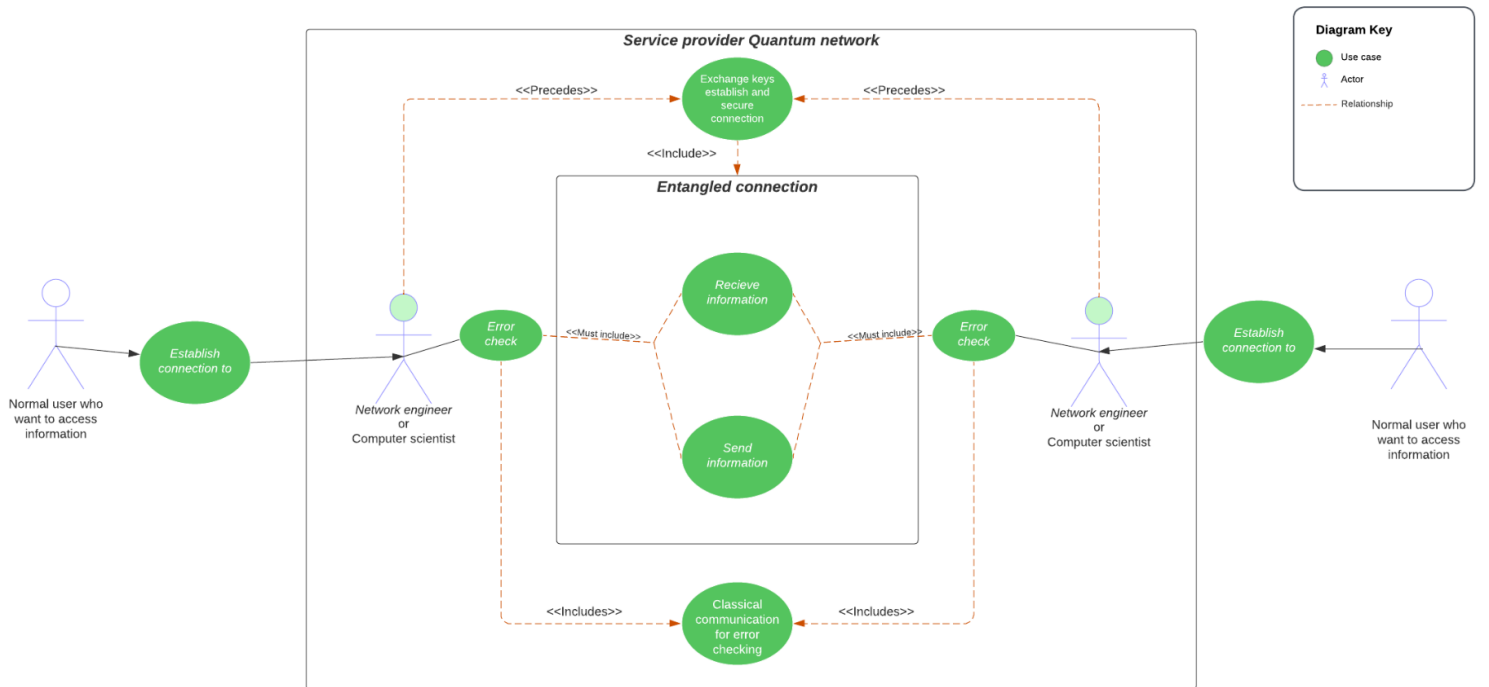 Service provider Quantum network
Diagram Key
Use case
Actor
Relationship
<<Precedes>>
Exchange keys
establish and
secure
connection
<<Precedes>>
<<Include>>
Entangled connection
Normal user who
want to access
information
Establish
connection to
Network engineer
or
Computer scientist
Error
check
<<Must include>>
Recieve
information
Send
information
<<Must include>>
Error
check
Network engineer
or
Computer scientist
Establish
connection to
Normal user who
want to access
information
<<Includes>>
Classical
communication
for error
checking
<<Includes>>